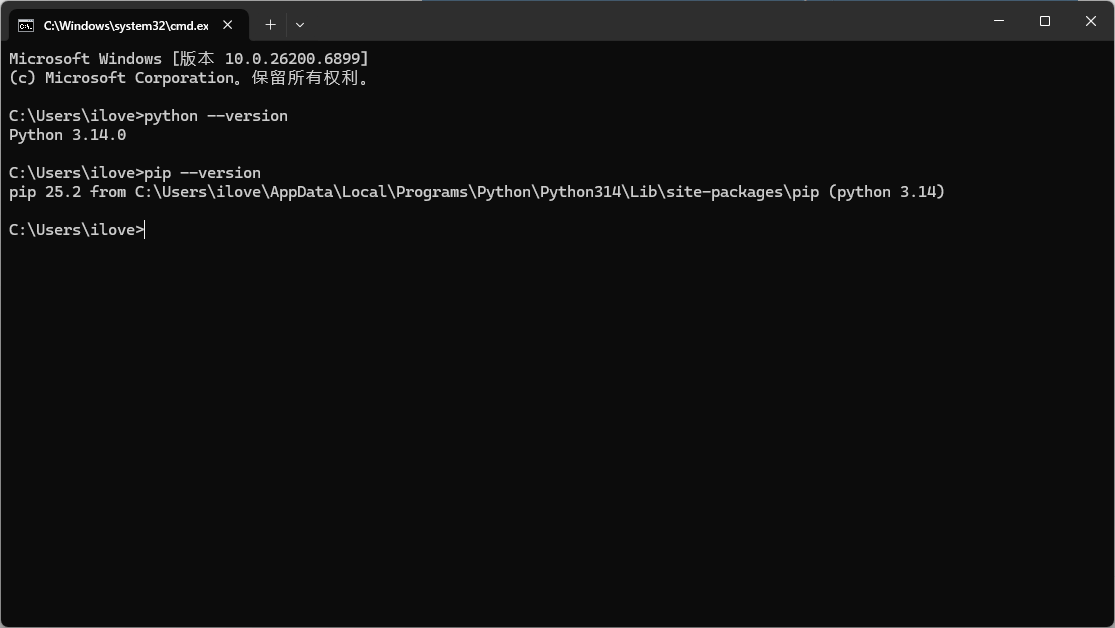 C:\Windows\system32\cmd.ex
Microsoft Windows [版本 10.0.26200.6899]
(c) Microsoft Corporation。保留所有权利。
C:\Users\ilove>python --version
Python 3.14.0
C:\Users\ilove>pip --version
pip 25.2 from C:\Users\ilove\AppData\Local\Programs\Python\Python314\Lib\site-packages\pip (python 3.14)
C:\Users\ilove>